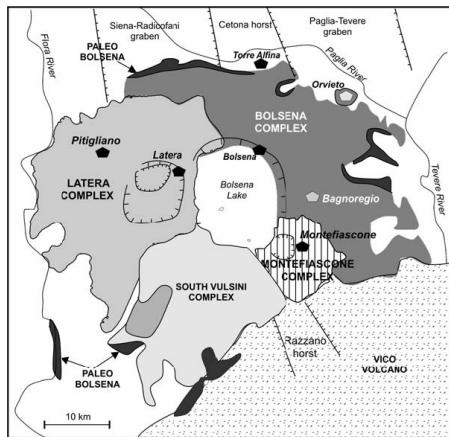 Siena-Radicofani
graben
Cetona horst
Paglia-Tevere
graben
Fiora River
PALEO
BOLSENA
Torre Alfina
Paglia River
Orvieto
BOLSENA
COMPLEX
Pitigliano
Latera
Bolsena
Tevere River
LATERA
COMPLEX
Bolsena
Lake
Bagnoregio
Montefiascone
MONTEFIASCONE
COMPLEX
SOUTH VULSINI
COMPLEX
Razzano
horst
PALEO
BOLSENA
VICO
VOLCANO
10 km